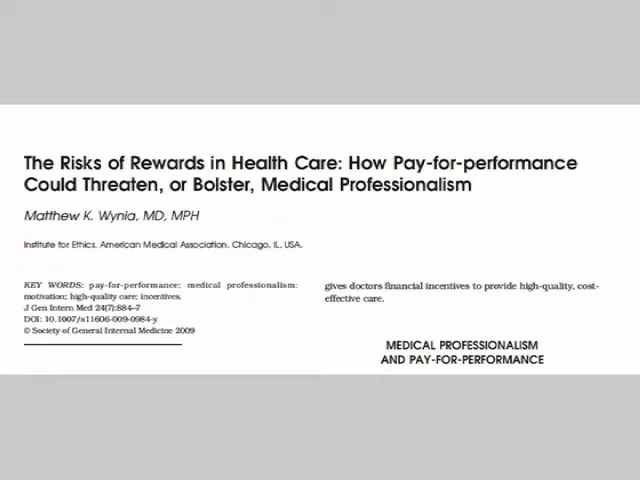 The Risks of Rewards in Health Care: How Pay-for-performance
Could Threaten, or Bolster, Medical Professionalism
Matthew K. Wynia, MD, MPH
Institute for Ethics, American Medical Association, Chicago, IL, USA.
KEY WORDS: pay-for-performance; medical professionalism;
motivation; high-quality care; incentives.
J Gen Intern Med 24(7):884–7
DOI: 10.1007/s11606-009-0984-y
© Society of General Internal Medicine 2009
gives doctors financial incentives to provide high-quality, cost-
effective care.
MEDICAL PROFESSIONALISM
AND PAY-FOR-PERFORMANCE